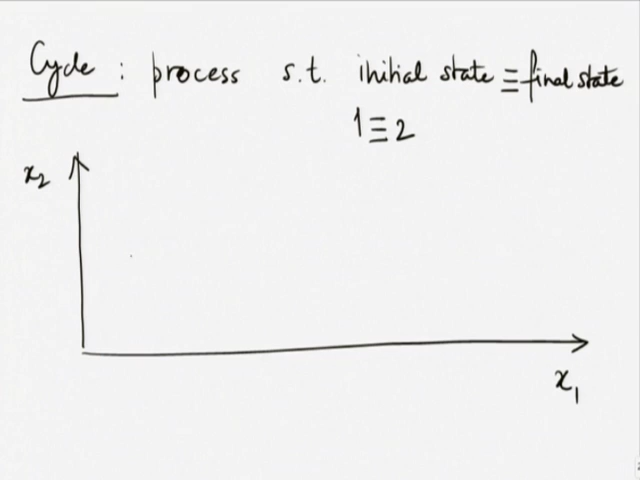 Cycle : process s.t. initial state ≡ final state
1 ≡ 2
x₂
x₁